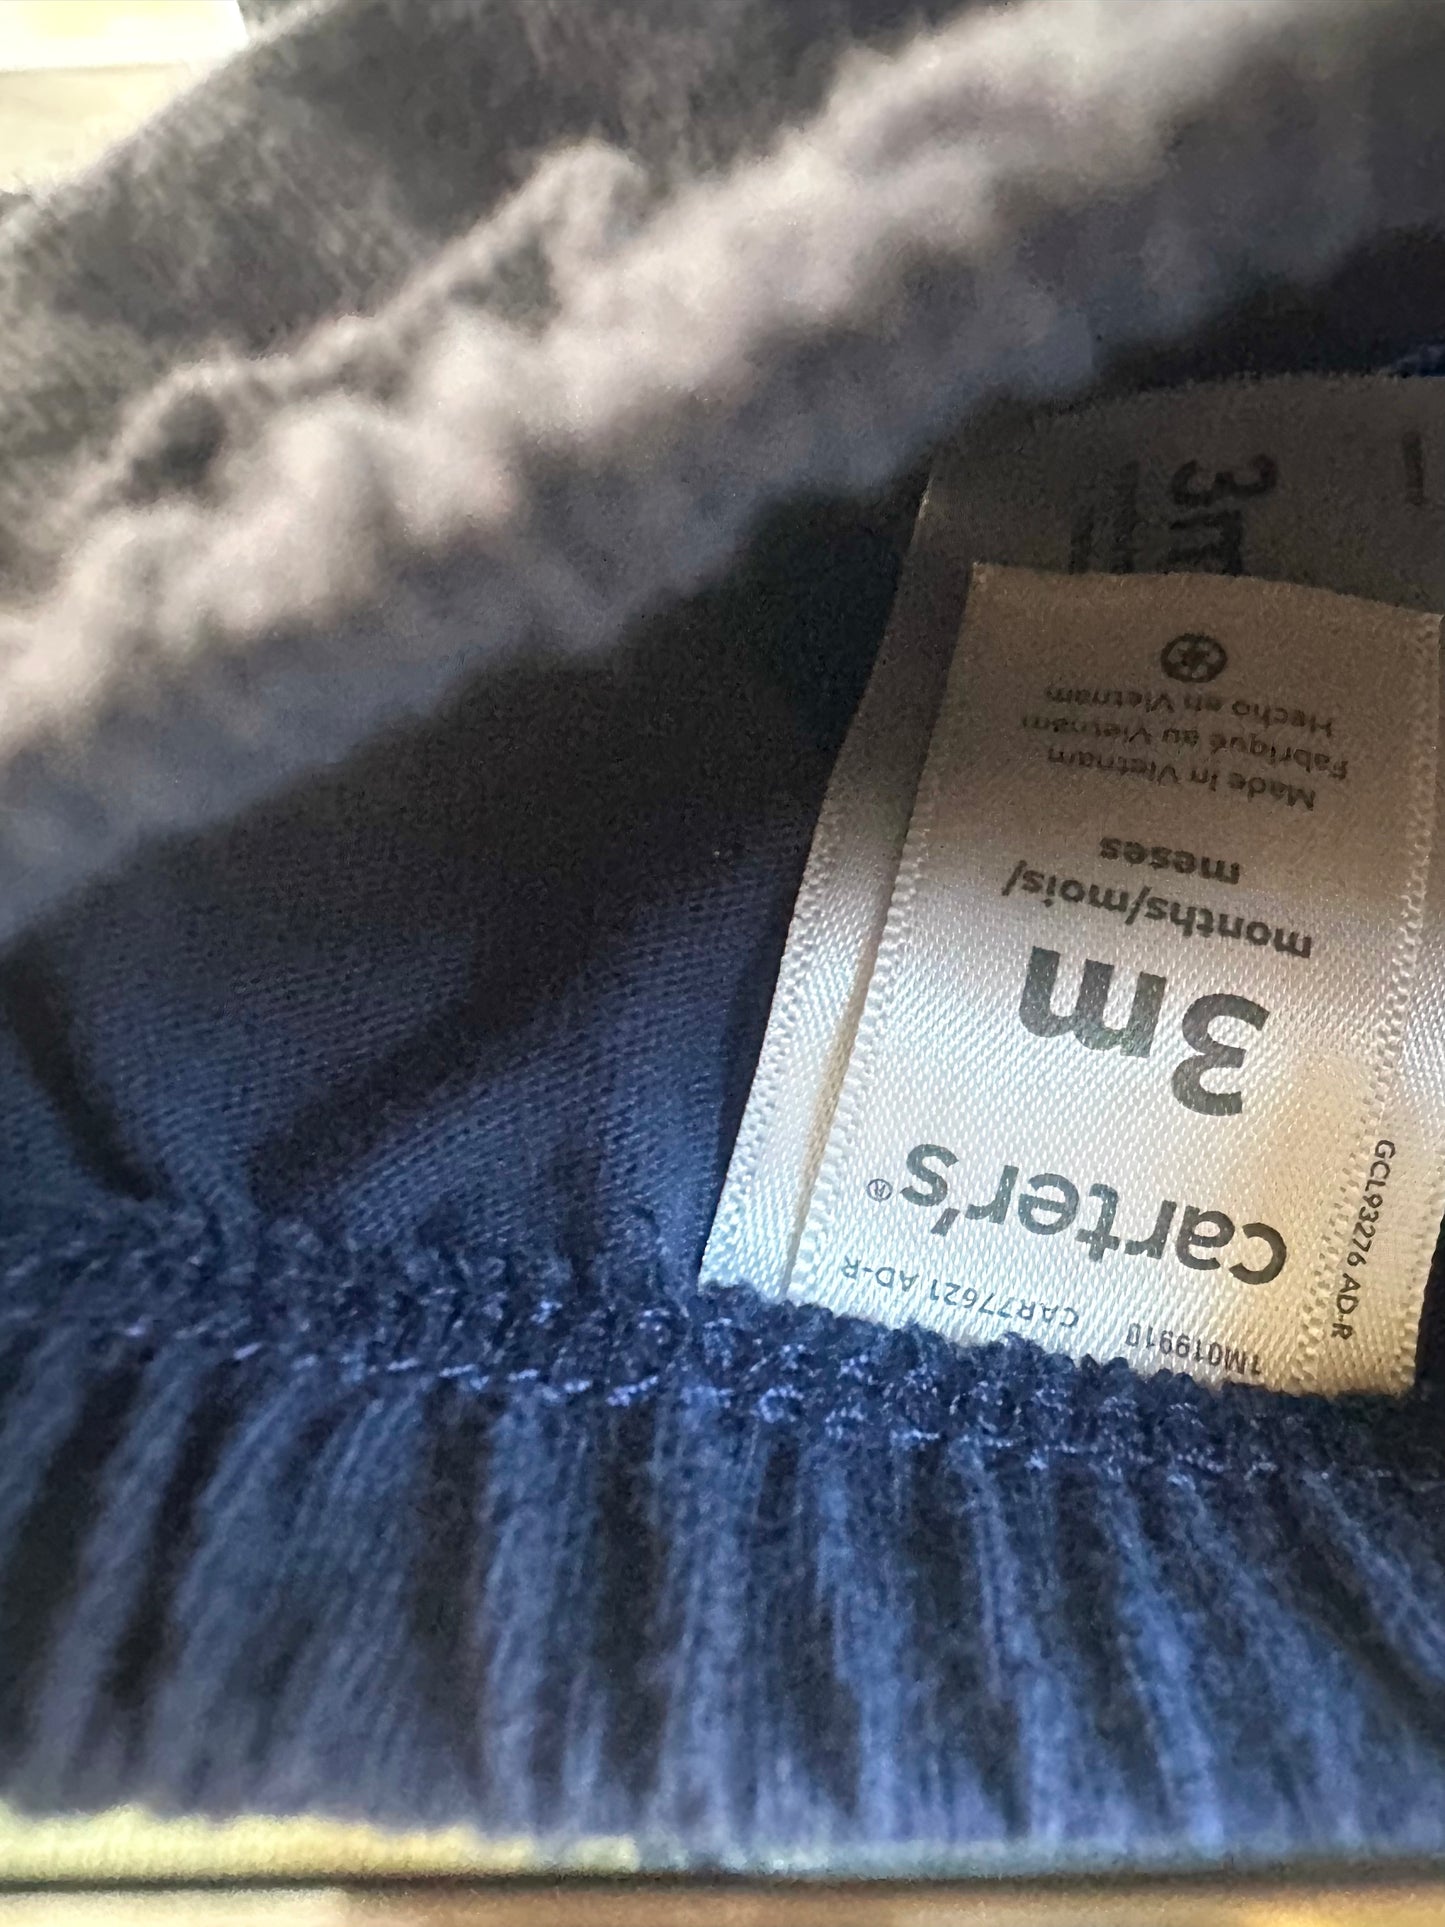 1M019910
CAR77621 AD-R
carter's®
3m
months/mois/
meses
Made in Vietnam
Fabriqué au Vietnam
Hecho en Vietnam
GCL93276 AD-R